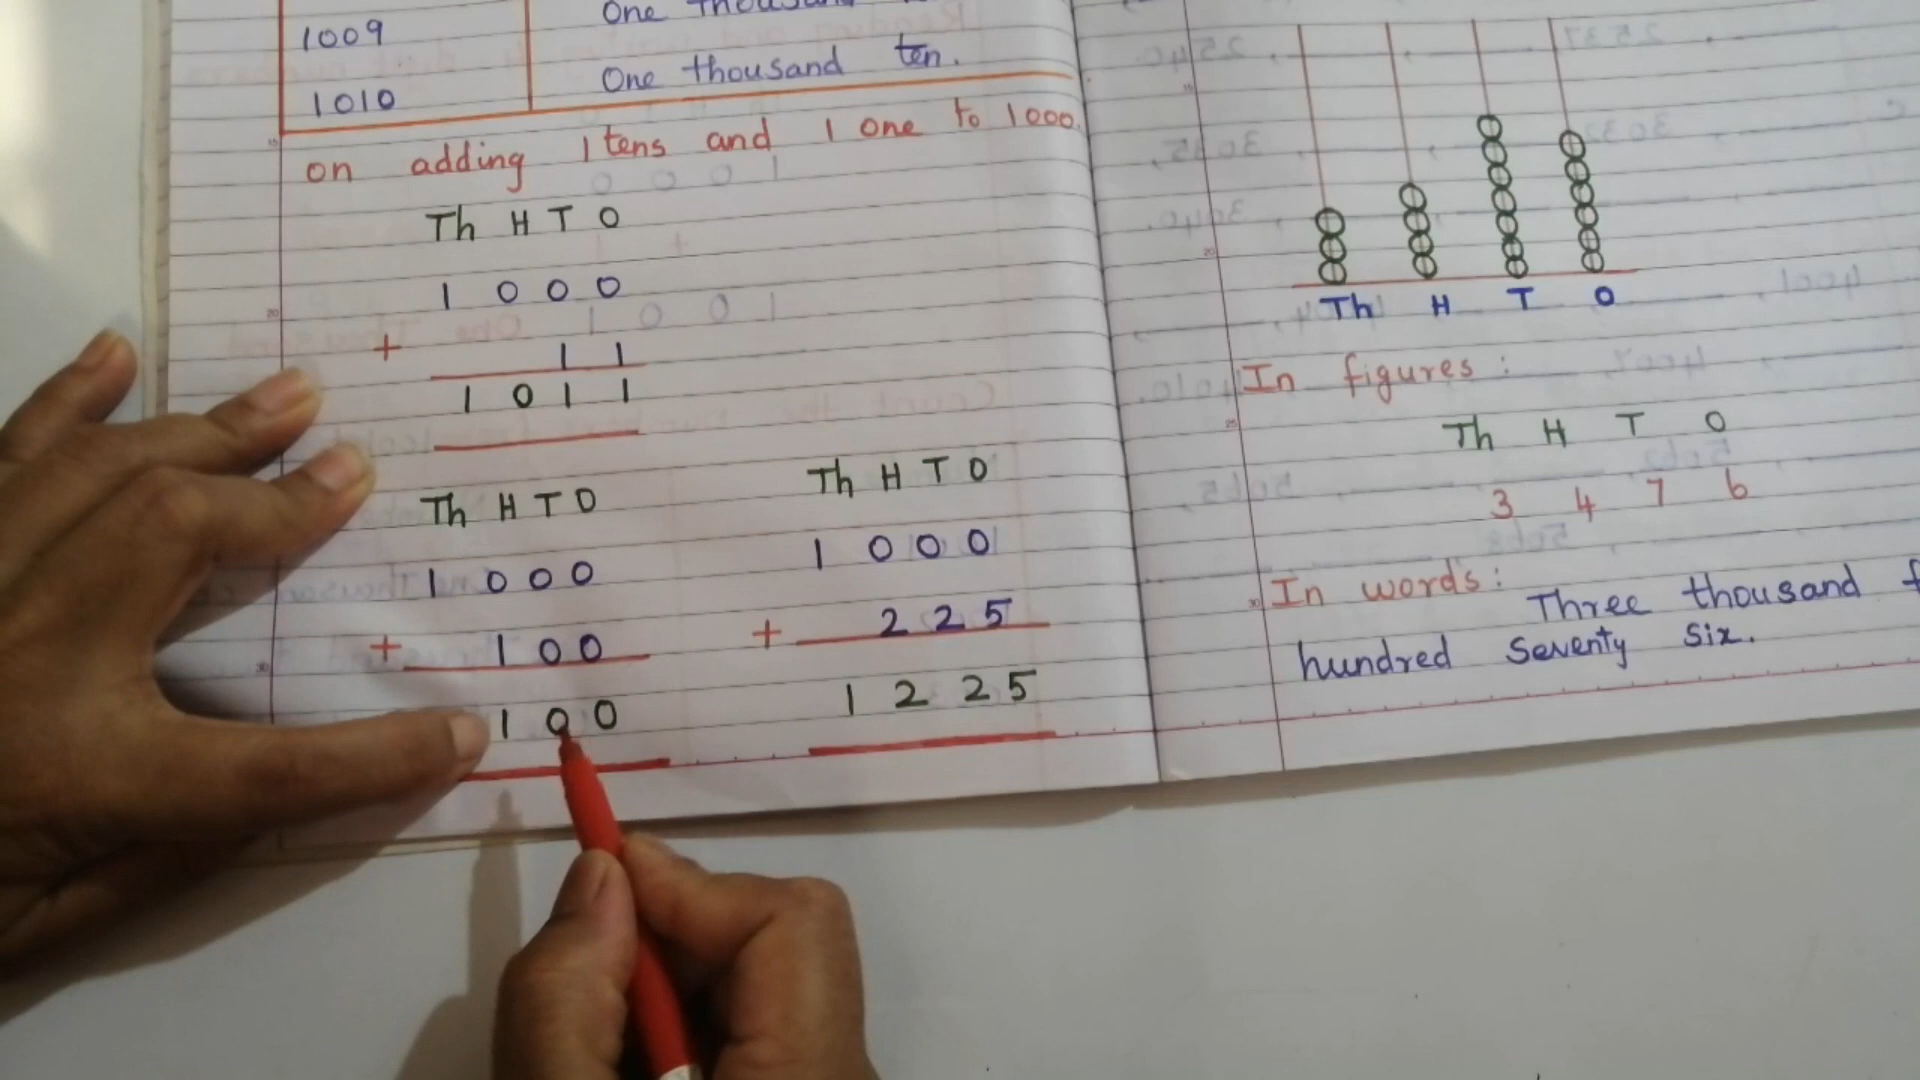 1009
One thousand
1010
One thousand ten.
on adding 1 tens and 1 one to 1000.
Th H T O
1 0 0 0
+ 1 1
1 0 1 1
Th H T O
1 0 0 0
+ 1 0 0
1 0 0
Th H T O
1 0 0 0
+ 2 2 5
1 2 2 5
Th H T O
In figures :
Th H T O
3 4 7 6
In words :
Three thousand f
hundred Seventy Six.